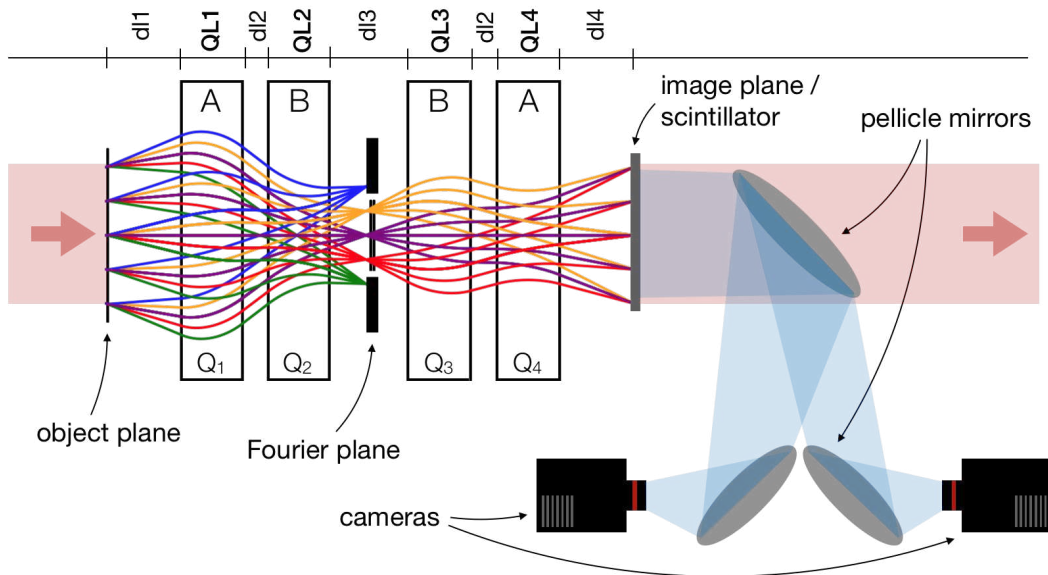 dl1 QL1 dl2 QL2 dl3 QL3 dl2 QL4 dl4
image plane /
scintillator
pellicle mirrors
A B B A
Q1 Q2 Q3 Q4
object plane
Fourier plane
cameras